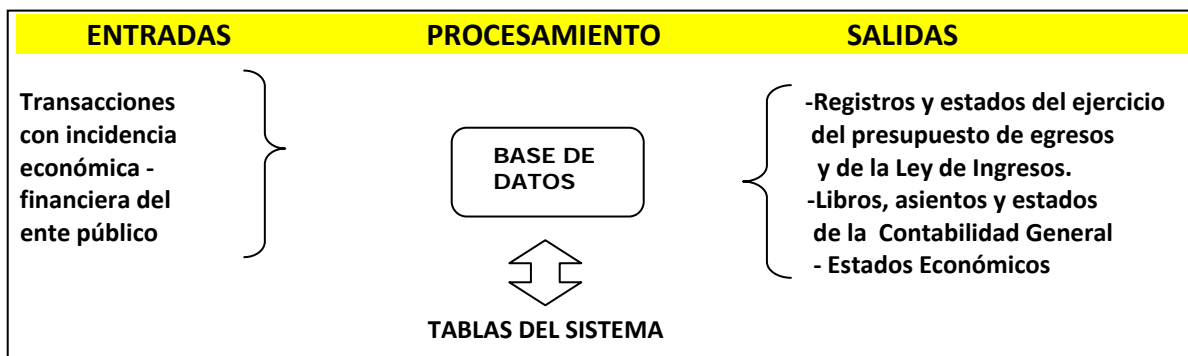 ENTRADAS PROCESAMIENTO SALIDAS
Transacciones
con incidencia
económica -
financiera del
ente público
BASE DE
DATOS
TABLAS DEL SISTEMA
-Registros y estados del ejercicio
del presupuesto de egresos
y de la Ley de Ingresos.
-Libros, asientos y estados
de la Contabilidad General
- Estados Económicos